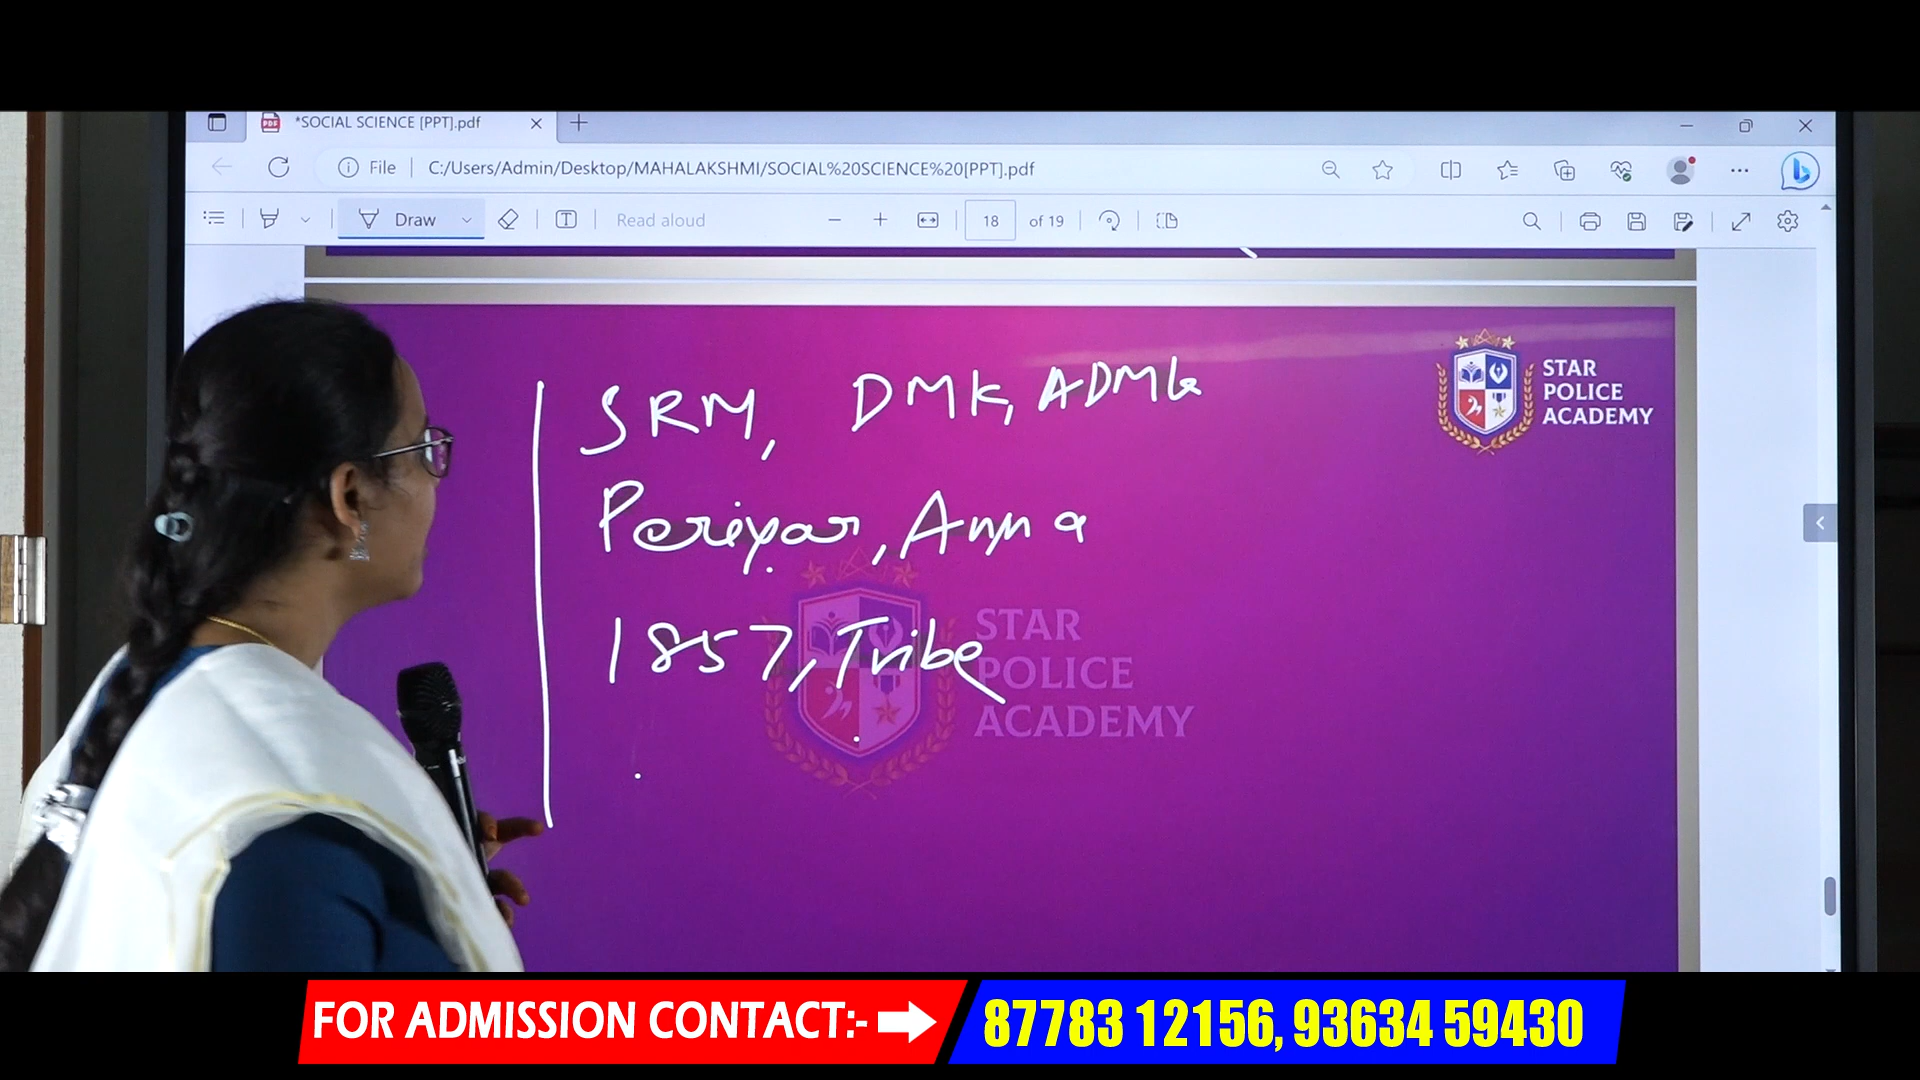 *SOCIAL SCIENCE [PPT].pdf
File C:/Users/Admin/Desktop/MAHALAKSHMI/SOCIAL%20SCIENCE%20[PPT].pdf
Draw Read aloud 18 of 19
STAR
POLICE
ACADEMY
SRM, DMK, ADMK
Periyar, Anna
1857, Tribe
STAR
POLICE
ACADEMY
FOR ADMISSION CONTACT:- 87783 12156, 93634 59430